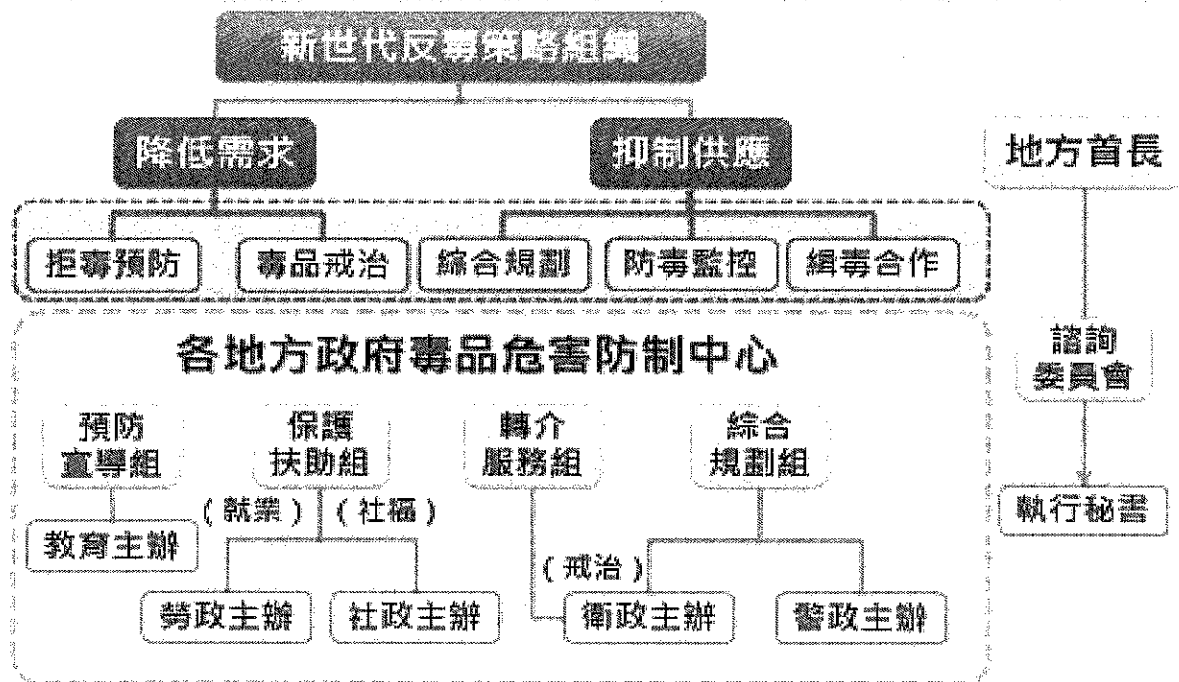 新世代反毒策略組織
降低需求
抑制供應
地方首長
拒毒預防
毒品戒治
綜合規劃
防毒監控
緝毒合作
各地方政府毒品危害防制中心
諮詢
委員會
預防
宣導組
保護
扶助組
轉介
服務組
綜合
規劃組
(就業)
(社福)
執行秘書
教育主辦
(戒治)
勞政主辦
社政主辦
衛政主辦
警政主辦